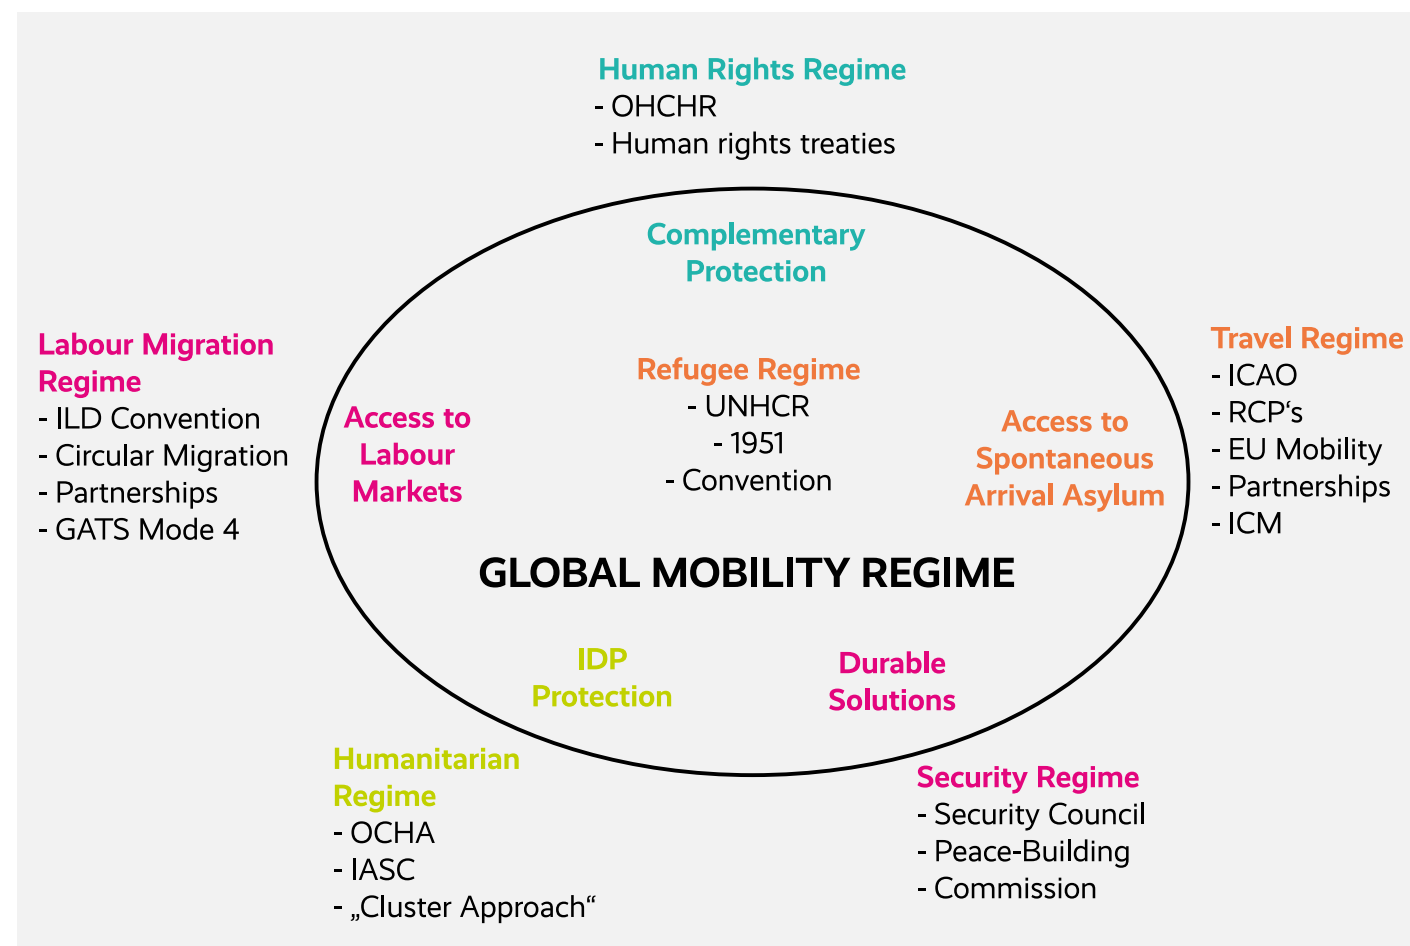 Human Rights Regime
- OHCHR
- Human rights treaties
Complementary
Protection
Labour Migration
Regime
- ILD Convention
- Circular Migration
- Partnerships
- GATS Mode 4
Access to
Labour
Markets
Refugee Regime
- UNHCR
- 1951
- Convention
Access to
Spontaneous
Arrival Asylum
Travel Regime
- ICAO
- RCP‘s
- EU Mobility
- Partnerships
- ICM
GLOBAL MOBILITY REGIME
IDP
Protection
Durable
Solutions
Humanitarian
Regime
- OCHA
- IASC
- „Cluster Approach“
Security Regime
- Security Council
- Peace-Building
- Commission